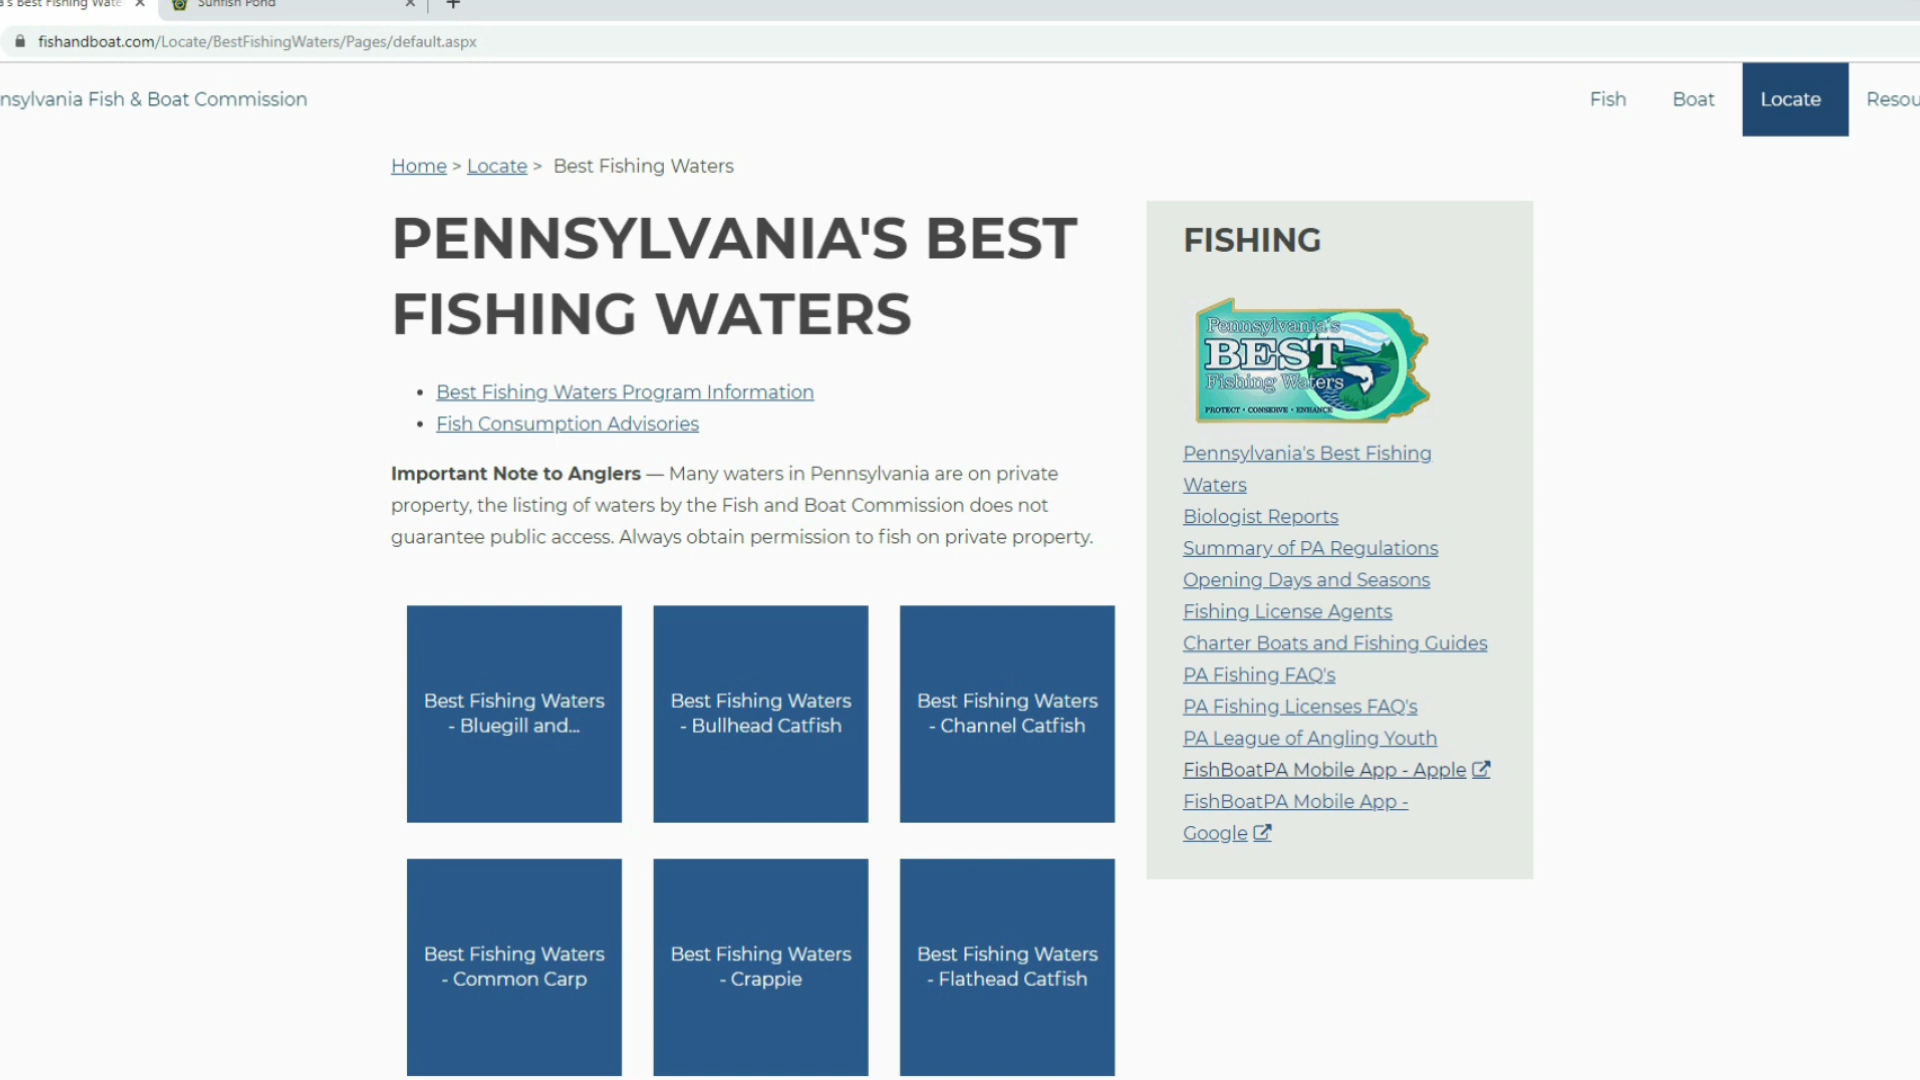 's Best Fishing Wate
Sunfish Pond
fishandboat.com/Locate/BestFishingWaters/Pages/default.aspx
nsylvania Fish & Boat Commission
Fish
Boat
Locate
Resou
Home > Locate > Best Fishing Waters
PENNSYLVANIA'S BEST
FISHING WATERS
• Best Fishing Waters Program Information
• Fish Consumption Advisories
Important Note to Anglers — Many waters in Pennsylvania are on private
property, the listing of waters by the Fish and Boat Commission does not
guarantee public access. Always obtain permission to fish on private property.
Best Fishing Waters
- Bluegill and...
Best Fishing Waters
- Bullhead Catfish
Best Fishing Waters
- Channel Catfish
Best Fishing Waters
- Common Carp
Best Fishing Waters
- Crappie
Best Fishing Waters
- Flathead Catfish
FISHING
Pennsylvania's
BEST
Fishing Waters
PROTECT • CONSERVE • ENHANCE
Pennsylvania's Best Fishing
Waters
Biologist Reports
Summary of PA Regulations
Opening Days and Seasons
Fishing License Agents
Charter Boats and Fishing Guides
PA Fishing FAQ's
PA Fishing Licenses FAQ's
PA League of Angling Youth
FishBoatPA Mobile App - Apple
FishBoatPA Mobile App -
Google